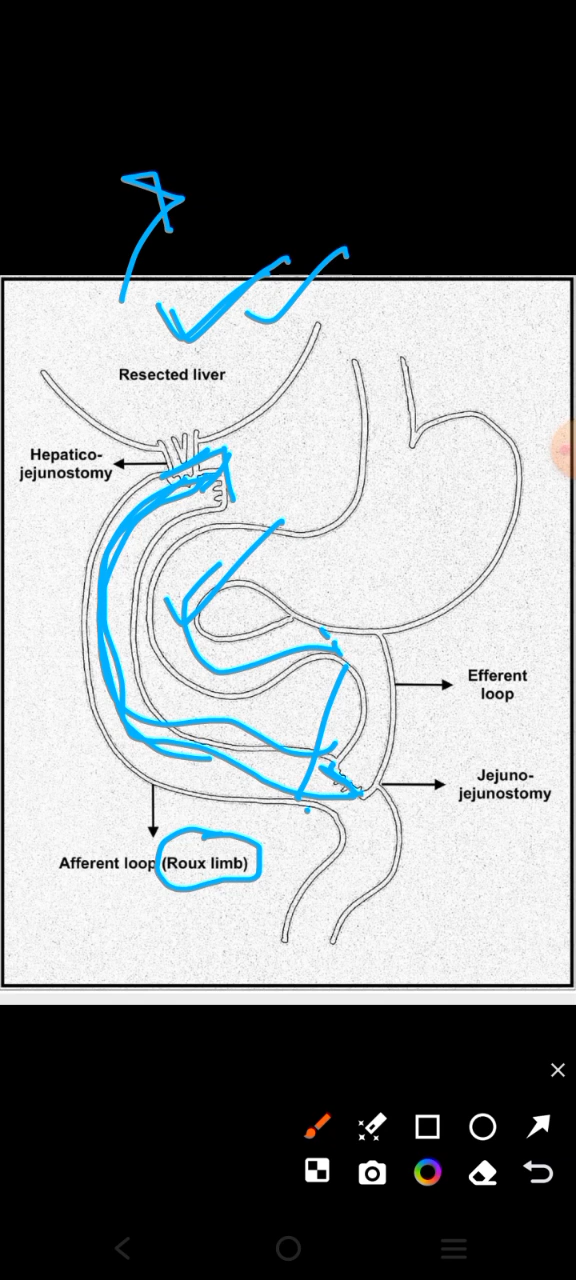 Resected liver
Hepatico-
jejunostomy
Efferent
loop
Jejuno-
jejunostomy
Afferent loop (Roux limb)